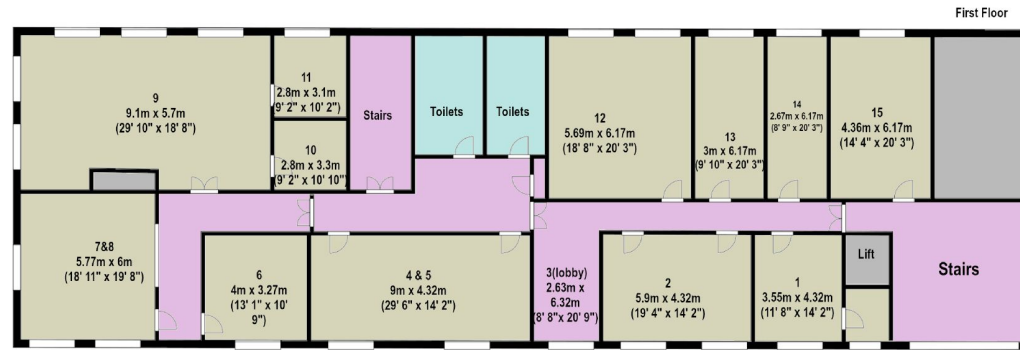 First Floor
9
9.1m x 5.7m
(29' 10" x 18' 8")
11
2.8m x 3.1m
(9' 2" x 10' 2")
10
2.8m x 3.3m
(9' 2" x 10' 10")
Stairs
Toilets
Toilets
12
5.69m x 6.17m
(18' 8" x 20' 3")
13
3m x 6.17m
(9' 10" x 20' 3")
14
2.67m x 6.17m
(8' 9" x 20' 3")
15
4.36m x 6.17m
(14' 4" x 20' 3")
7&8
5.77m x 6m
(18' 11" x 19' 8")
6
4m x 3.27m
(13' 1" x 10'
9")
4 & 5
9m x 4.32m
(29' 6" x 14' 2")
3(lobby)
2.63m x
6.32m
(8' 8"x 20' 9")
2
5.9m x 4.32m
(19' 4" x 14' 2")
1
3.55m x 4.32m
(11' 8" x 14' 2")
Lift
Stairs